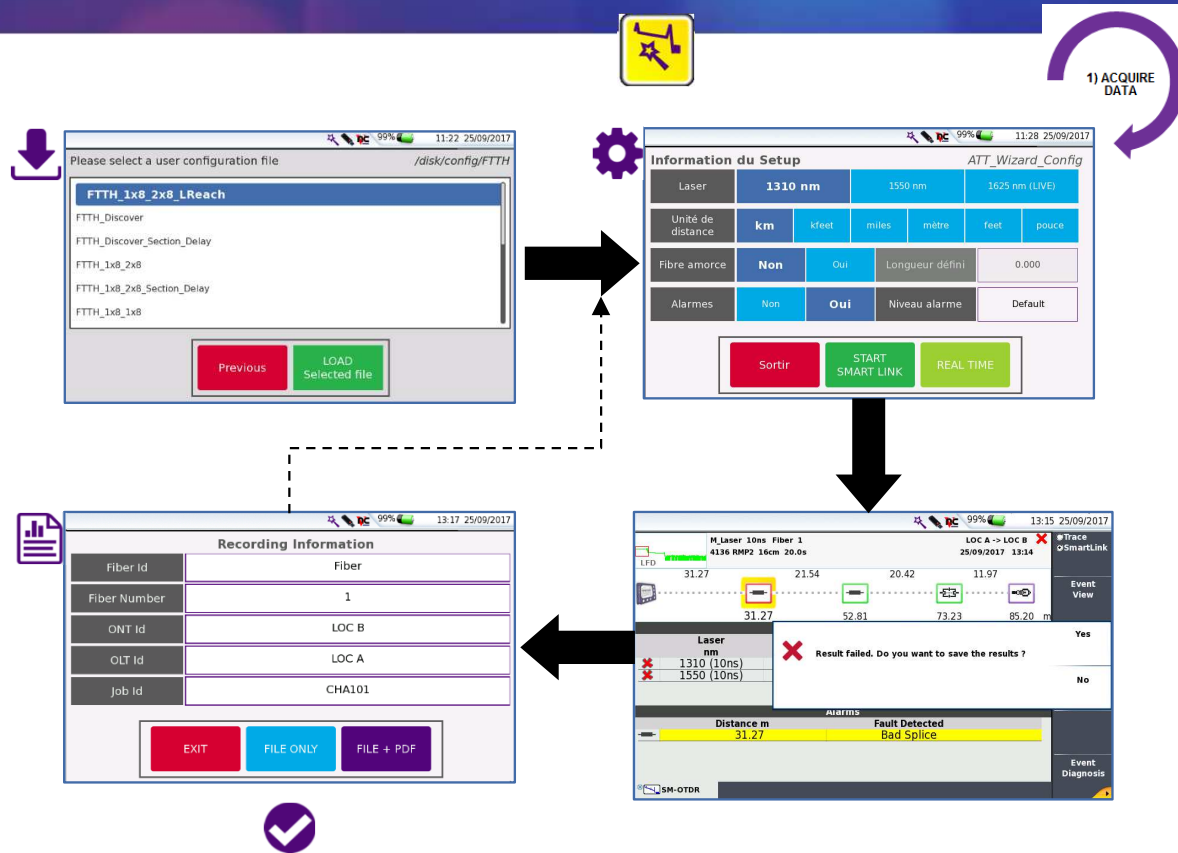 1) ACQUIRE
DATA
99%
11:22 25/09/2017
Please select a user configuration file
/disk/config/FTTH
FTTH_1x8_2x8_LReach
FTTH_Discover
FTTH_Discover_Section_Delay
FTTH_1x8_2x8
FTTH_1x8_2x8_Section_Delay
FTTH_1x8_1x8
Previous
LOAD
Selected file
99%
11:28 25/09/2017
Information du Setup
ATT_Wizard_Config
Laser
1310 nm
1550 nm
1625 nm (LIVE)
Unité de
distance
km
kfeet
miles
mètre
feet
pouce
Fibre amorce
Non
Oui
Longueur défini
0.000
Alarmes
Non
Oui
Niveau alarme
Default
Sortir
START
SMART LINK
REAL TIME
99%
13:17 25/09/2017
Recording Information
Fiber Id
Fiber
Fiber Number
1
ONT Id
LOC B
OLT Id
LOC A
Job Id
CHA101
EXIT
FILE ONLY
FILE + PDF
99%
13:15 25/09/2017
LFD
M_Laser 10ns Fiber 1
4136 RMP2 16cm 20.0s
LOC A -> LOC B
25/09/2017 13:14
Trace
SmartLink
31.27
21.54
20.42
11.97
31.27
52.81
73.23
85.20 m
Event
View
Laser
nm
1310 (10ns)
1550 (10ns)
Result failed. Do you want to save the results ?
Yes
No
Alarms
Distance m
Fault Detected
31.27
Bad Splice
Event
Diagnosis
SM-OTDR